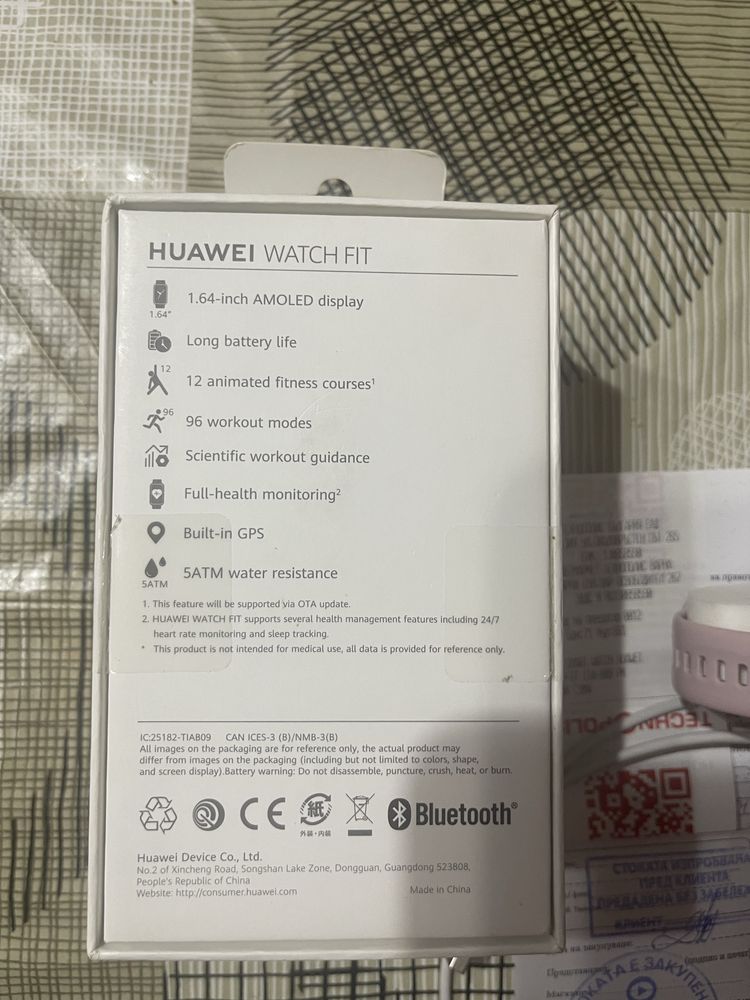 HUAWEI WATCH FIT
1.64"
1.64-inch AMOLED display
Long battery life
12
12 animated fitness courses¹
96
96 workout modes
Scientific workout guidance
Full-health monitoring²
Built-in GPS
5ATM
5ATM water resistance
1. This feature will be supported via OTA update.
2. HUAWEI WATCH FIT supports several health management features including 24/7
heart rate monitoring and sleep tracking.
* This product is not intended for medical use, all data is provided for reference only.
IC:25182-TIAB09 CAN ICES-3 (B)/NMB-3(B)
All images on the packaging are for reference only, the actual product may
differ from images on the packaging (including but not limited to colors, shape,
and screen display).Battery warning: Do not disassemble, puncture, crush, heat, or burn.
CE
紙
外装・内装
Bluetooth®
Huawei Device Co., Ltd.
No.2 of Xincheng Road, Songshan Lake Zone, Dongguan, Guangdong 523808,
People's Republic of China
Website: http://consumer.huawei.com Made in China
СТОКАТА ИЗПРОБВАНА
ПРЕД КЛИЕНТА
КЛИЕНТ